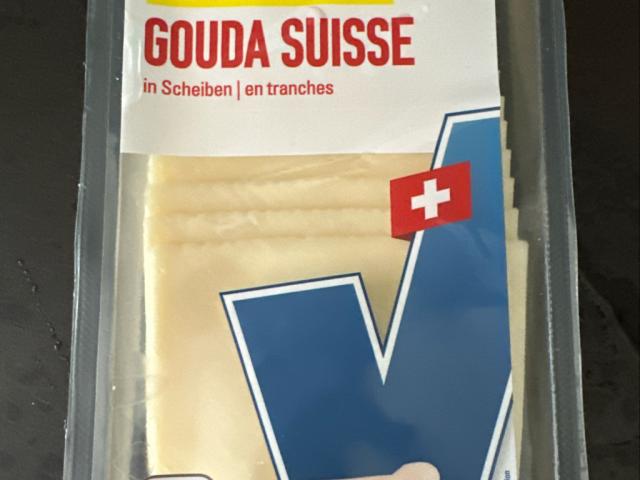 GOUDA SUISSE
in Scheiben | en tranches